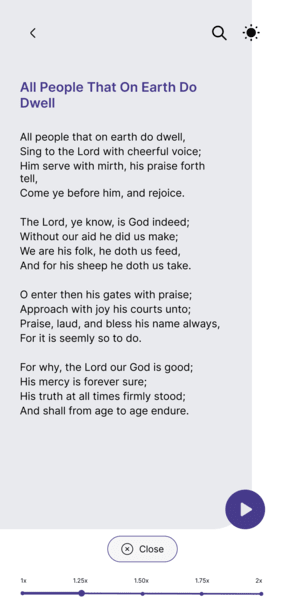 All People That On Earth Do
Dwell
All people that on earth do dwell,
Sing to the Lord with cheerful voice;
Him serve with mirth, his praise forth
tell,
Come ye before him, and rejoice.
The Lord, ye know, is God indeed;
Without our aid he did us make;
We are his folk, he doth us feed,
And for his sheep he doth us take.
O enter then his gates with praise;
Approach with joy his courts unto;
Praise, laud, and bless his name always,
For it is seemly so to do.
For why, the Lord our God is good;
His mercy is forever sure;
His truth at all times firmly stood;
And shall from age to age endure.
Close
1x 1.25x 1.50x 1.75x 2x